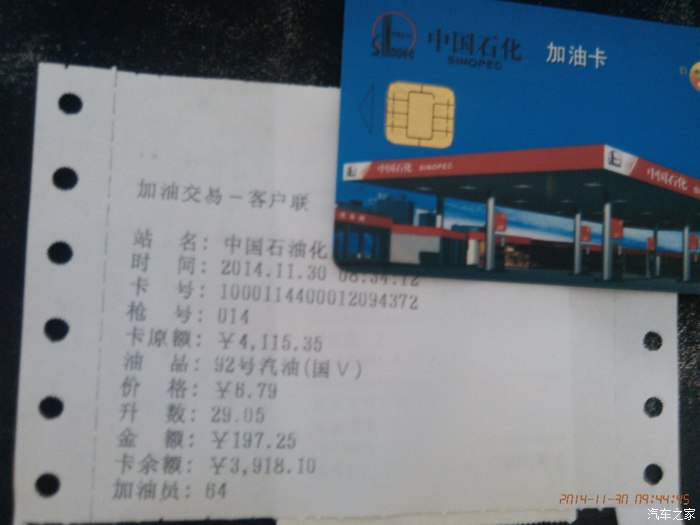 SINOPEC
中国石化
SINOPEC
加油卡
中国石化 SINOPEC
中国石化
加油交易－客户联
站 名: 中国石油化
时 间: 2014.11.30 08:54:12
卡 号: 1000114400012094372
枪 号: 014
卡原额: ￥4,115.35
油 品: 92号汽油(国Ⅴ)
价 格: ￥6.79
升 数: 29.05
金 额: ￥197.25
卡余额: ￥3,918.10
加油员: 64
2014-11-30 09:44:45
汽车之家